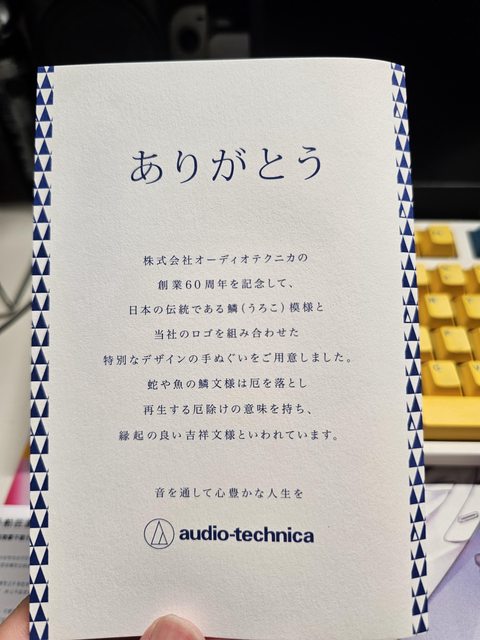 ありがとう
株式会社オーディオテクニカの
創業60周年を記念して、
日本の伝統である鱗(うろこ)模様と
当社のロゴを組み合わせた
特別なデザインの手ぬぐいをご用意しました。
蛇や魚の鱗文様は厄を落とし
再生する厄除けの意味を持ち、
縁起の良い吉祥文様といわれています。
音を通して心豊かな人生を
audio-technica